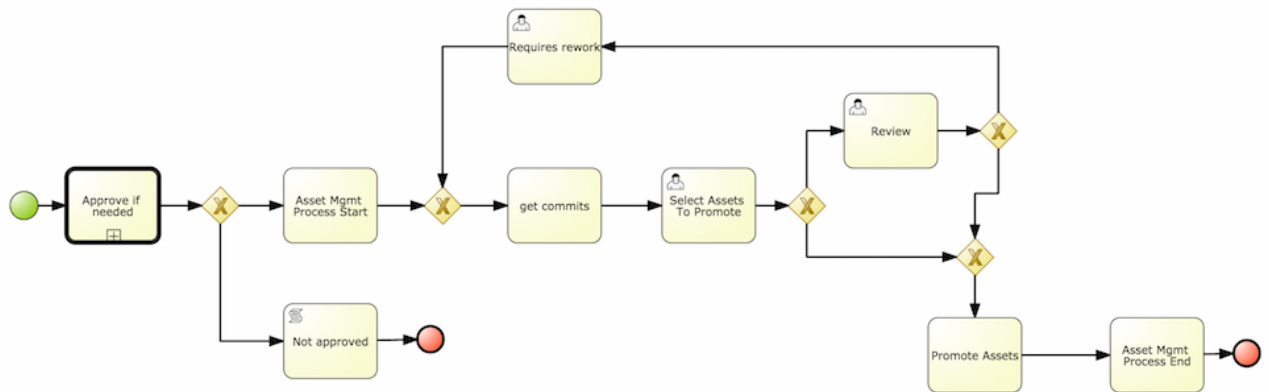 Requires rework
Review
Approve if
needed
Asset Mgmt
Process Start
get commits
Select Assets
To Promote
Not approved
Promote Assets
Asset Mgmt
Process End